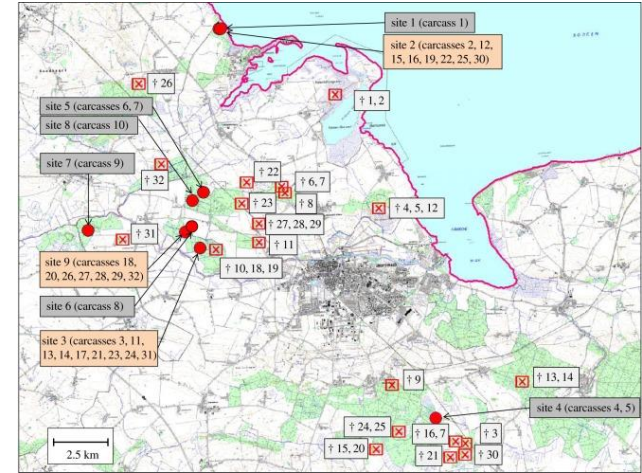 site 1 (carcass 1)
site 2 (carcasses 2, 12,
15, 16, 19, 22, 25, 30)
† 26
† 1, 2
site 5 (carcasses 6, 7)
site 8 (carcass 10)
site 7 (carcass 9)
† 32
† 22
† 6, 7
† 23
† 8
† 4, 5, 12
† 27, 28, 29
† 31
† 11
site 9 (carcasses 18,
20, 26, 27, 28, 29, 32)
† 10, 18, 19
site 6 (carcass 8)
site 3 (carcasses 3, 11,
13, 14, 17, 21, 23, 24, 31)
† 9
† 13, 14
site 4 (carcasses 4, 5)
† 24, 25
† 16, 7
† 3
† 15, 20
† 21
† 30
2.5 km